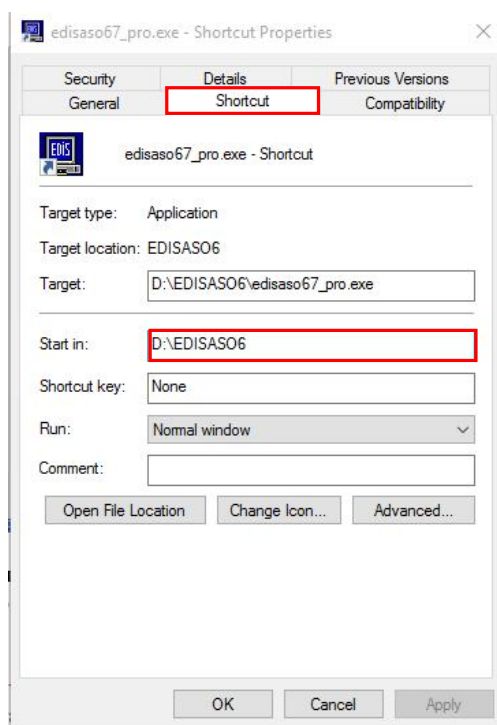 edisaso67_pro.exe - Shortcut Properties
Security Details Previous Versions
General Shortcut Compatibility
EDIS
edisaso67_pro.exe - Shortcut
Target type: Application
Target location: EDISASO6
Target: D:\EDISASO6\edisaso67_pro.exe
Start in: D:\EDISASO6
Shortcut key: None
Run: Normal window
Comment:
Open File Location Change Icon... Advanced...
OK Cancel Apply